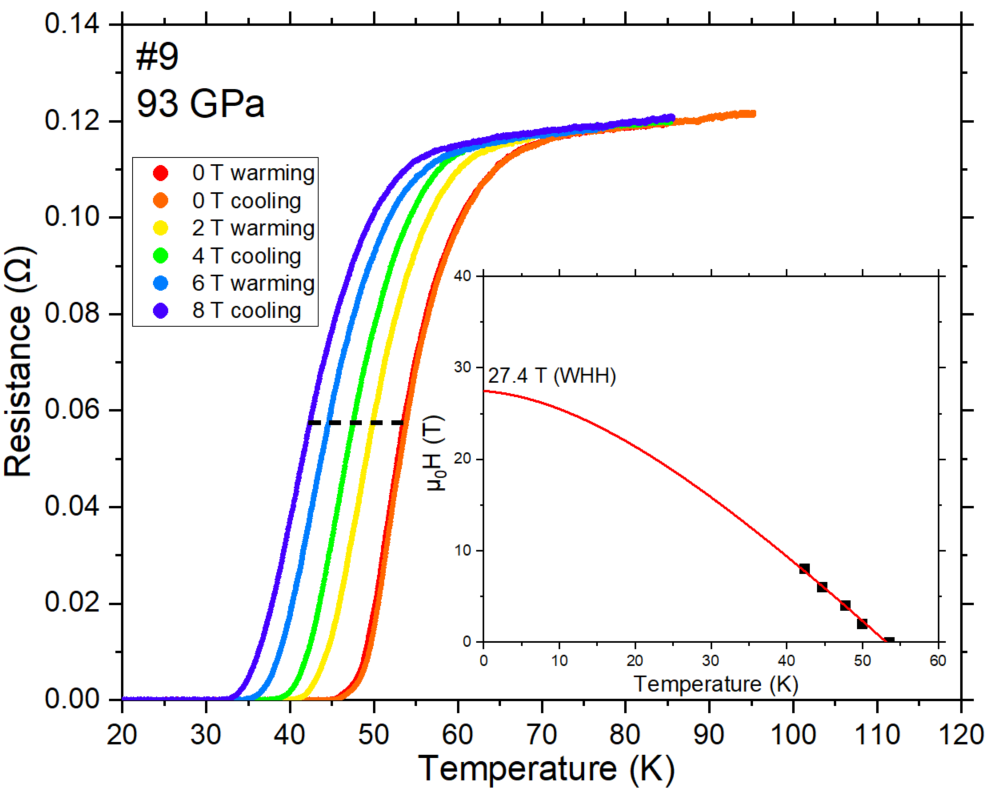 #9
93 GPa
0 T warming
0 T cooling
2 T warming
4 T cooling
6 T warming
8 T cooling
Resistance (Ω)
0.14
0.12
0.10
0.08
0.06
0.04
0.02
0.00
20 30 40 50 60 70 80 90 100 110 120
Temperature (K)
27.4 T (WHH)
μ₀H (T)
40
30
20
10
0
0 10 20 30 40 50 60
Temperature (K)